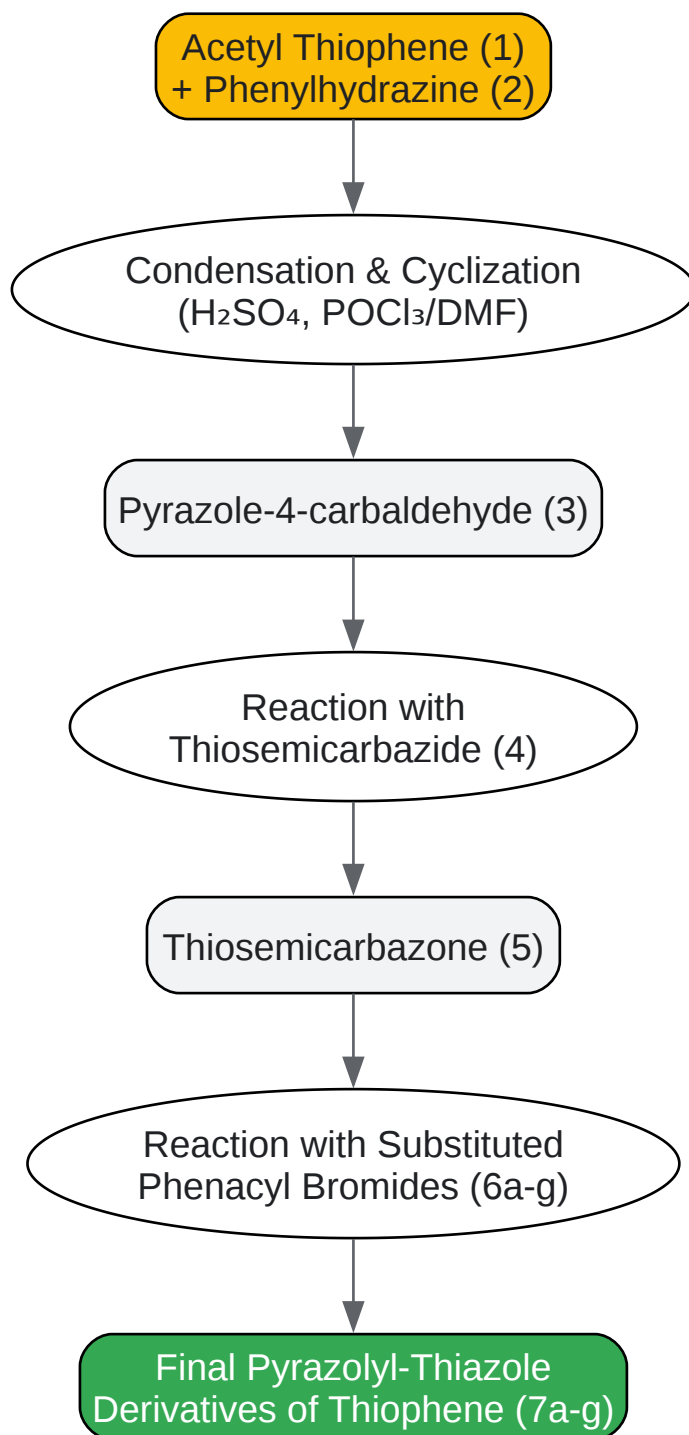 Acetyl Thiophene (1)
+ Phenylhydrazine (2)
Condensation & Cyclization
(H₂SO₄, POCl₃/DMF)
Pyrazole-4-carbaldehyde (3)
Reaction with
Thiosemicarbazide (4)
Thiosemicarbazone (5)
Reaction with Substituted
Phenacyl Bromides (6a-g)
Final Pyrazolyl-Thiazole
Derivatives of Thiophene (7a-g)